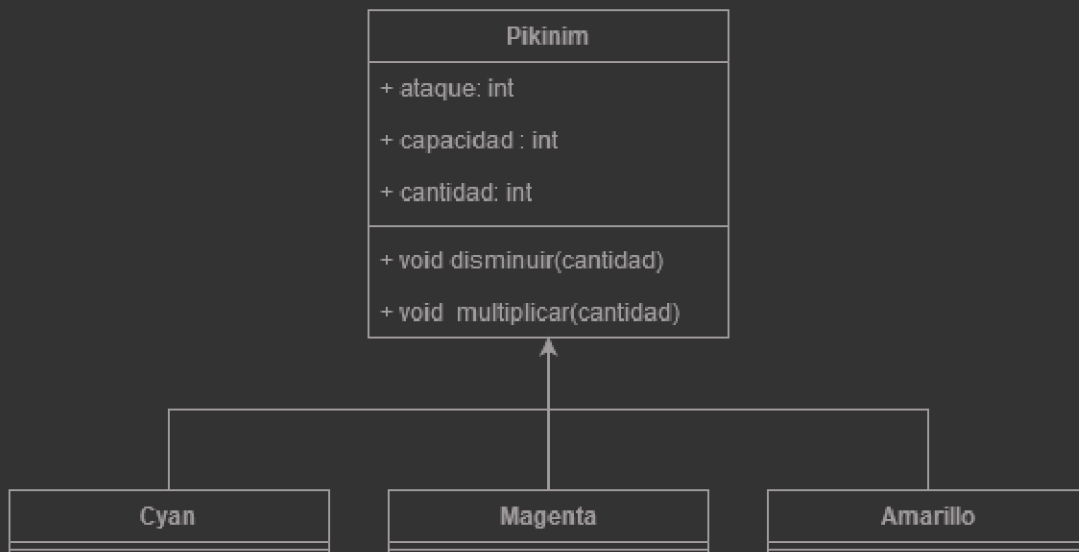 Pikinim
+ ataque: int
+ capacidad : int
+ cantidad: int
+ void disminuir(cantidad)
+ void multiplicar(cantidad)
Cyan
Magenta
Amarillo